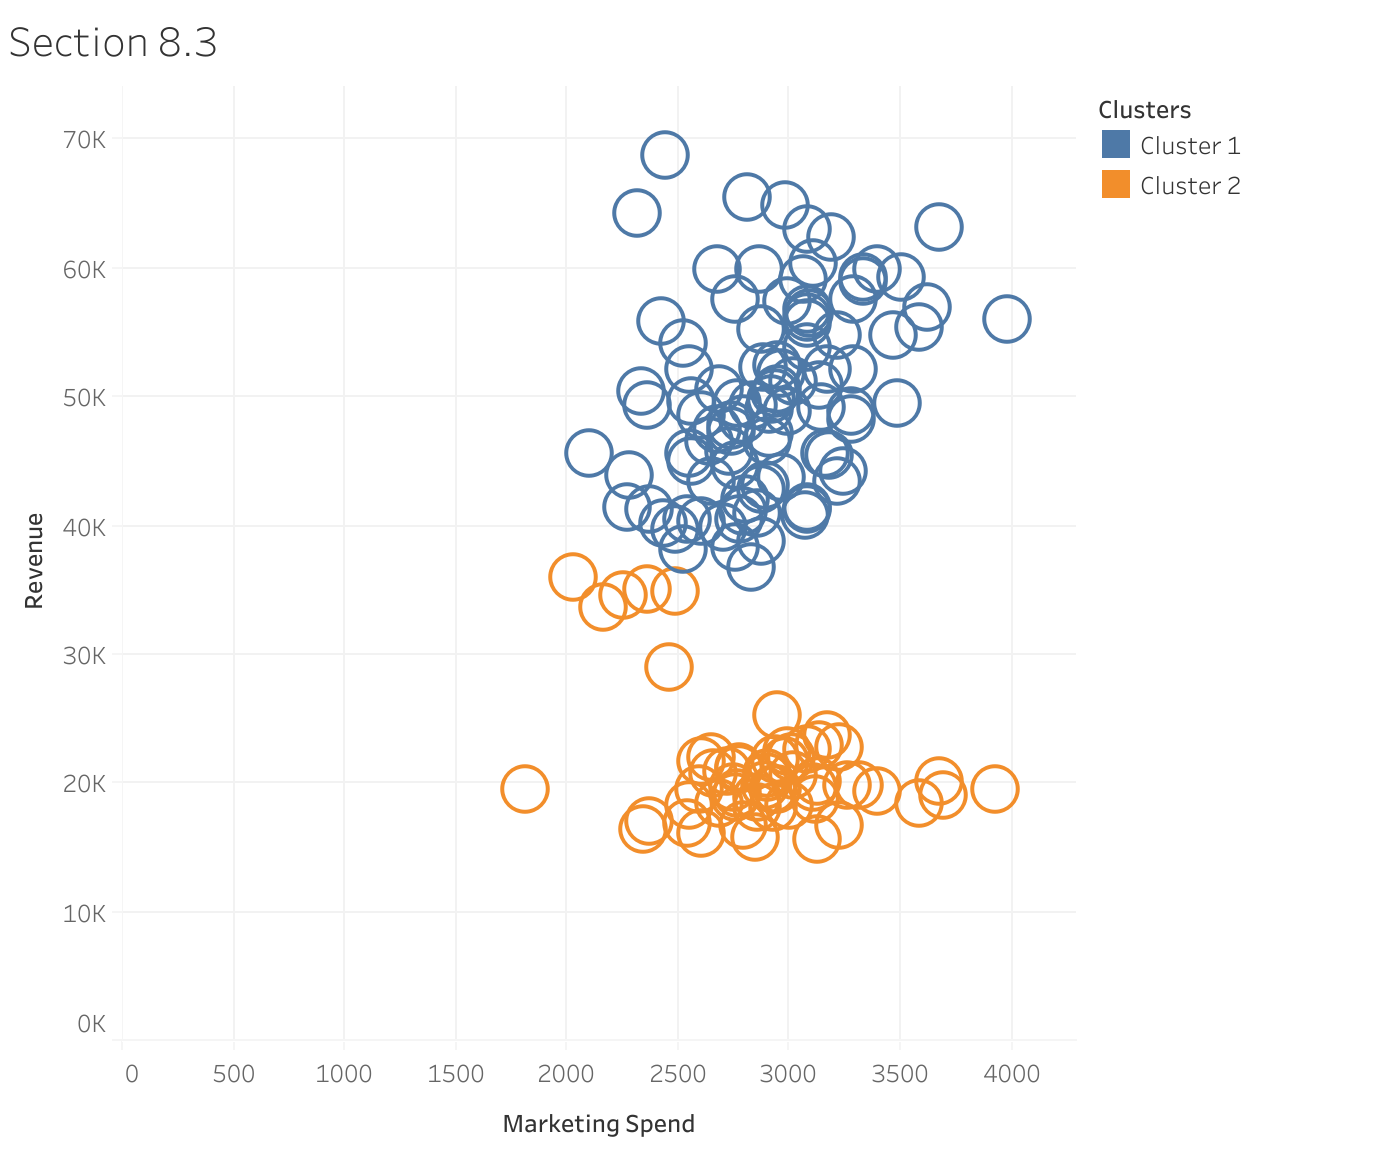 Section 8.3
Clusters
Cluster 1
Cluster 2
70K
60K
50K
40K
30K
20K
10K
0K
Revenue
0 500 1000 1500 2000 2500 3000 3500 4000
Marketing Spend